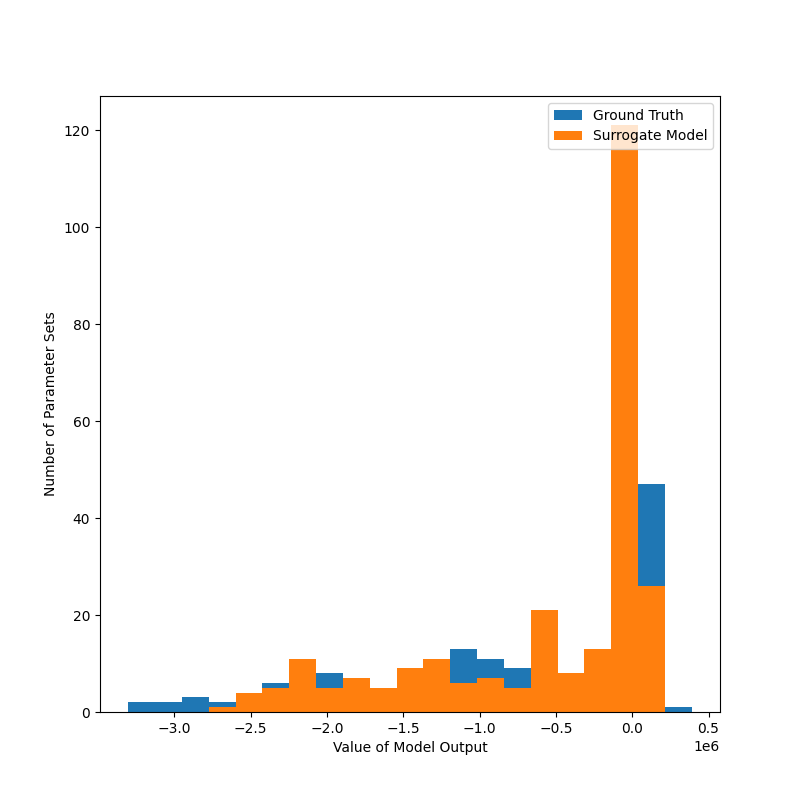 Ground Truth
Surrogate Model
120
100
80
60
40
20
0
Number of Parameter Sets
−3.0 −2.5 −2.0 −1.5 −1.0 −0.5 0.0 0.5
1e6
Value of Model Output